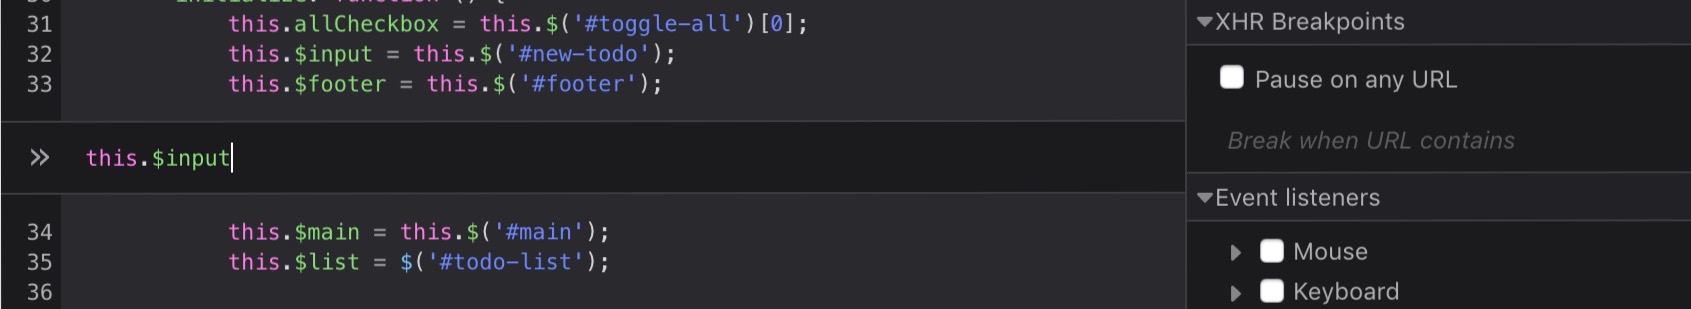 30 initialize: function () {
31 this.allCheckbox = this.$('#toggle-all')[0];
32 this.$input = this.$('#new-todo');
33 this.$footer = this.$('#footer');
» this.$input
34 this.$main = this.$('#main');
35 this.$list = $('#todo-list');
36
XHR Breakpoints
Pause on any URL
Break when URL contains
Event listeners
Mouse
Keyboard